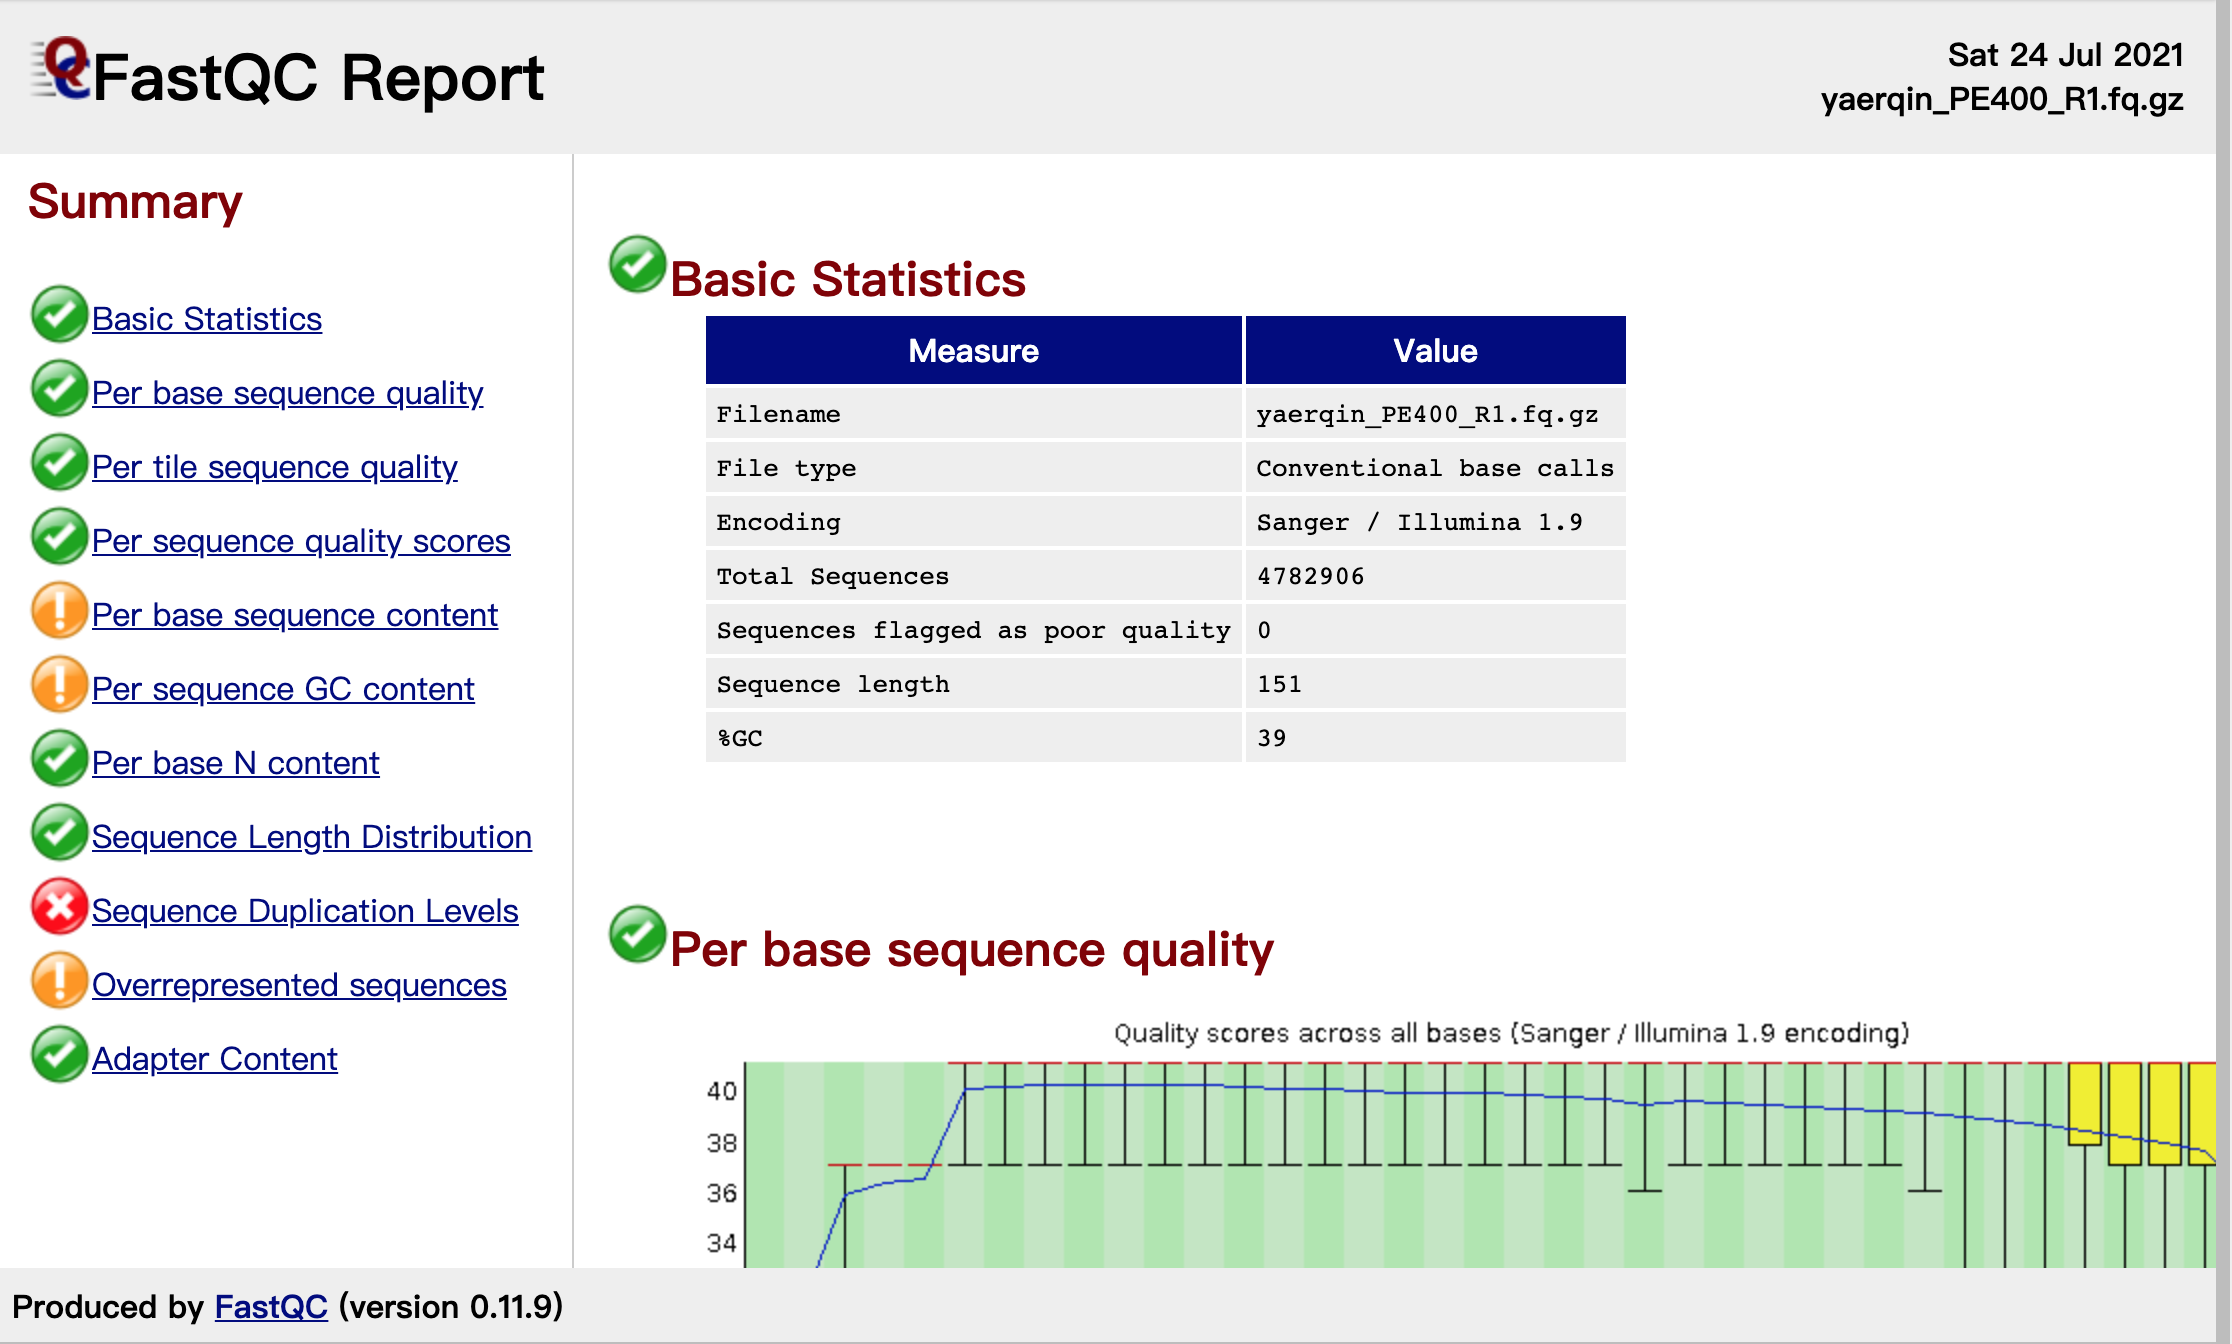 FastQC Report
Sat 24 Jul 2021
yaerqin_PE400_R1.fq.gz
Summary
Basic Statistics
Per base sequence quality
Per tile sequence quality
Per sequence quality scores
Per base sequence content
Per sequence GC content
Per base N content
Sequence Length Distribution
Sequence Duplication Levels
Overrepresented sequences
Adapter Content
Basic Statistics
Measure Value
Filename yaerqin_PE400_R1.fq.gz
File type Conventional base calls
Encoding Sanger / Illumina 1.9
Total Sequences 4782906
Sequences flagged as poor quality 0
Sequence length 151
%GC 39
Per base sequence quality
Quality scores across all bases (Sanger / Illumina 1.9 encoding)
40
38
36
34
Produced by FastQC (version 0.11.9)